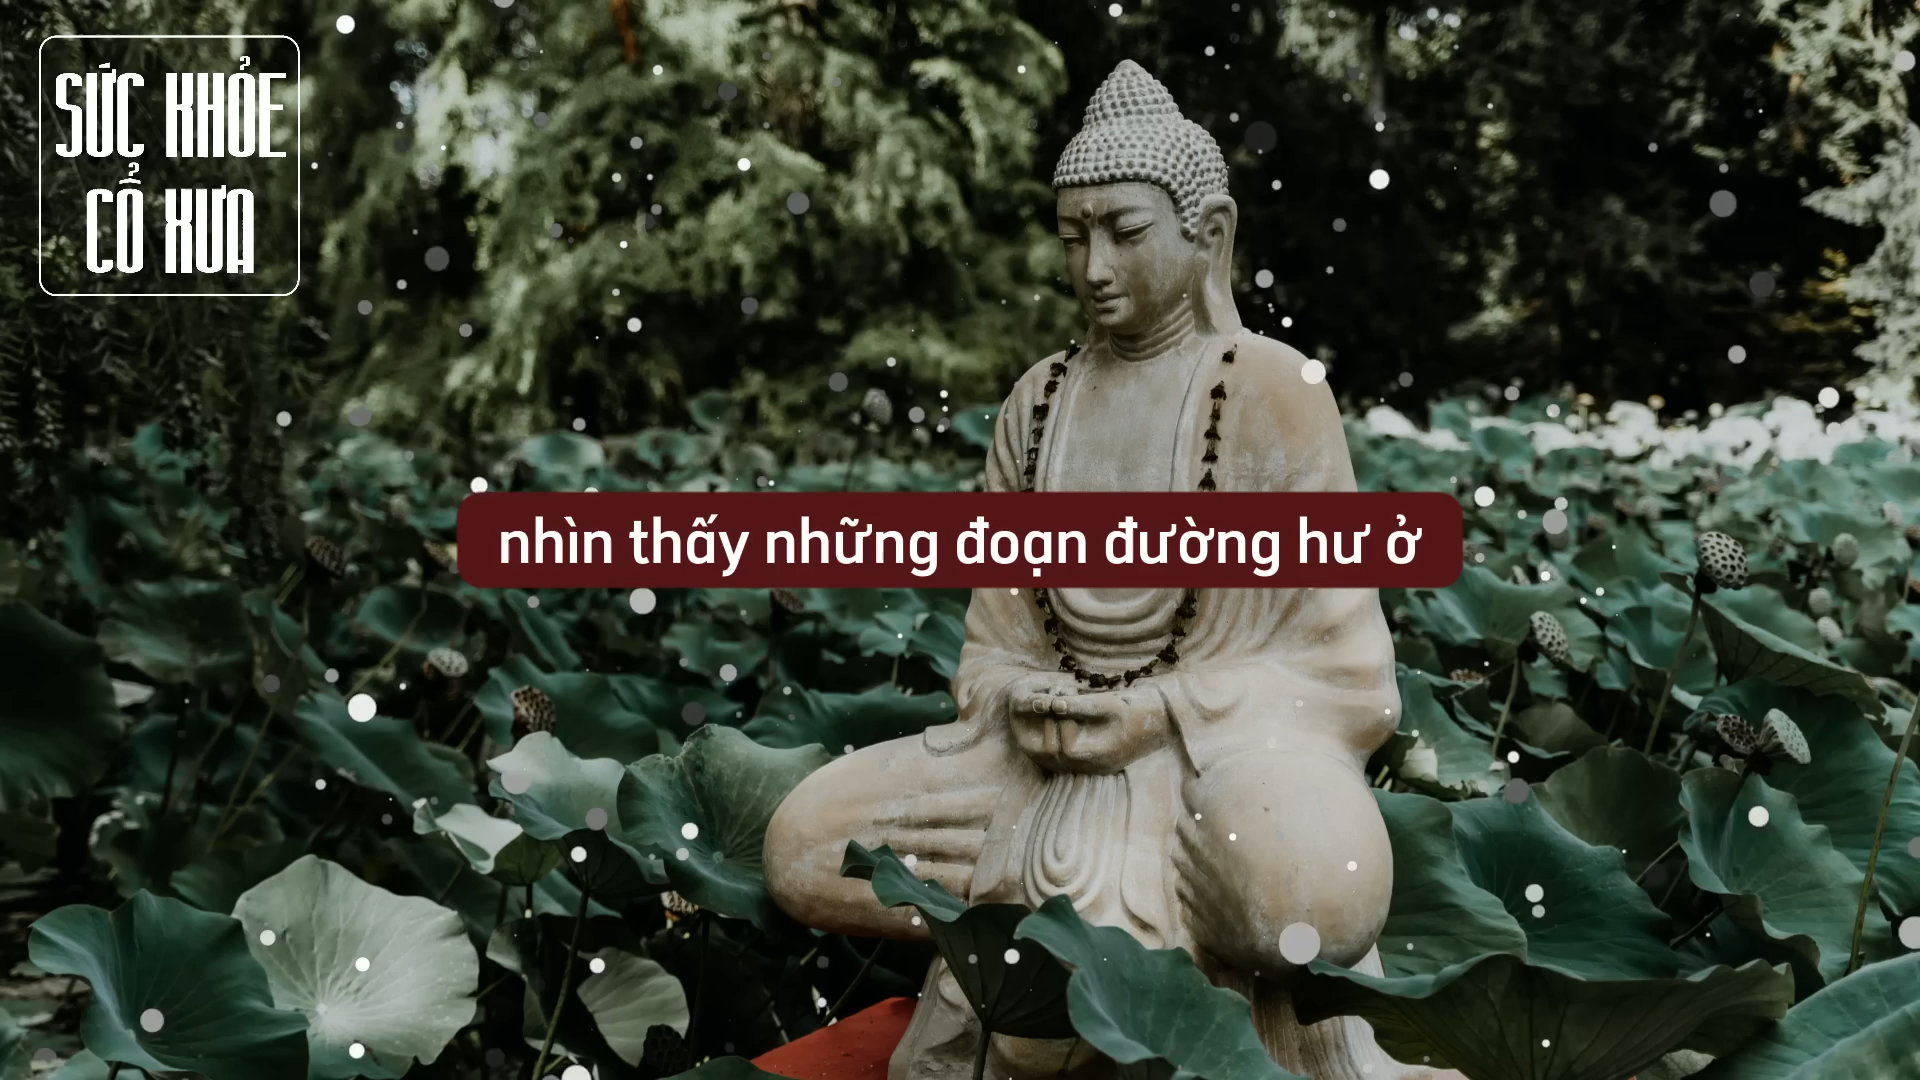 SỨC KHỎE
CỔ XƯA
nhìn thấy những đoạn đường hư ở